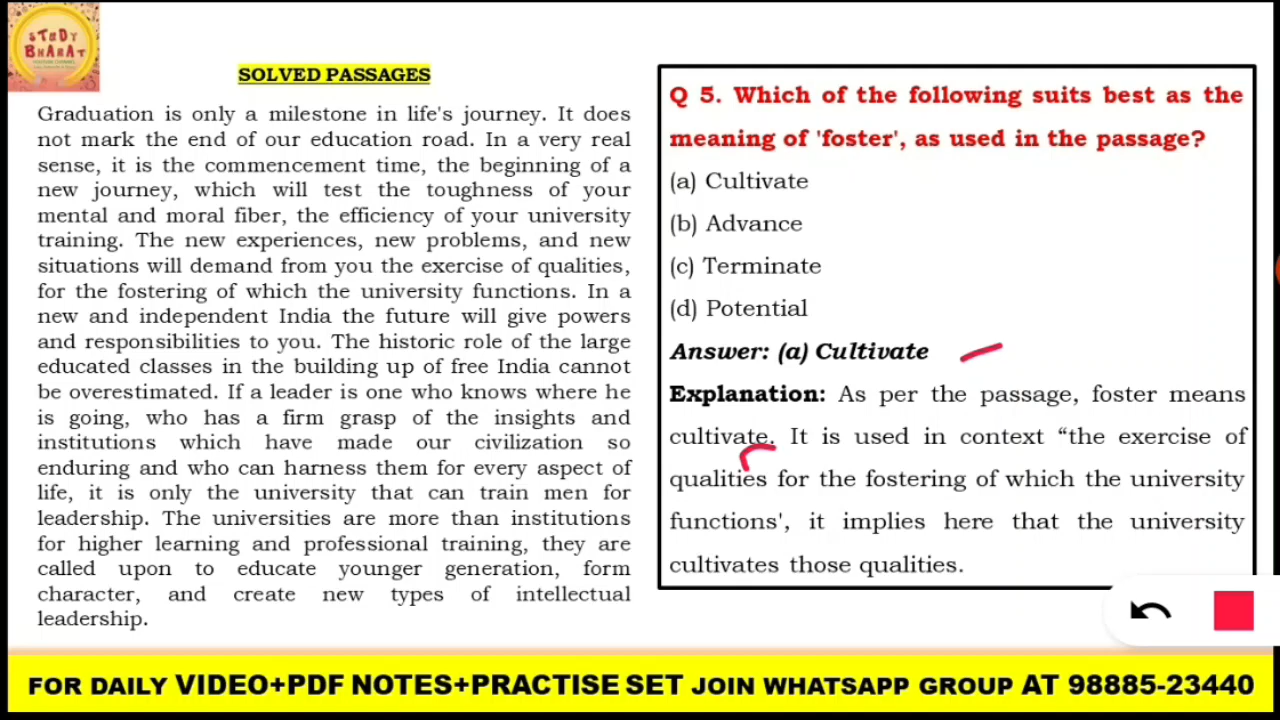 STUDY
BHARAT
SOLVED PASSAGES
Graduation is only a milestone in life's journey. It does
not mark the end of our education road. In a very real
sense, it is the commencement time, the beginning of a
new journey, which will test the toughness of your
mental and moral fiber, the efficiency of your university
training. The new experiences, new problems, and new
situations will demand from you the exercise of qualities,
for the fostering of which the university functions. In a
new and independent India the future will give powers
and responsibilities to you. The historic role of the large
educated classes in the building up of free India cannot
be overestimated. If a leader is one who knows where he
is going, who has a firm grasp of the insights and
institutions which have made our civilization so
enduring and who can harness them for every aspect of
life, it is only the university that can train men for
leadership. The universities are more than institutions
for higher learning and professional training, they are
called upon to educate younger generation, form
character, and create new types of intellectual
leadership.
Q 5. Which of the following suits best as the
meaning of 'foster', as used in the passage?
(a) Cultivate
(b) Advance
(c) Terminate
(d) Potential
Answer: (a) Cultivate
Explanation: As per the passage, foster means
cultivate. It is used in context “the exercise of
qualities for the fostering of which the university
functions', it implies here that the university
cultivates those qualities.
FOR DAILY VIDEO+PDF NOTES+PRACTISE SET JOIN WHATSAPP GROUP AT 98885-23440